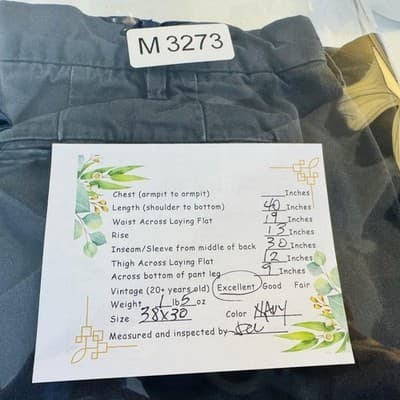 M 3273
Chest (armpit to armpit) Inches
Length (shoulder to bottom) 40 Inches
Waist Across Laying Flat 19 Inches
Rise 13 Inches
Inseam/Sleeve from middle of back 30 Inches
Thigh Across Laying Flat 12 Inches
Across bottom of pant leg 9 Inches
Vintage (20+ years old) Excellent Good Fair
Weight 1 lb 5 oz
Size 38x30 Color NAVY
Measured and inspected by